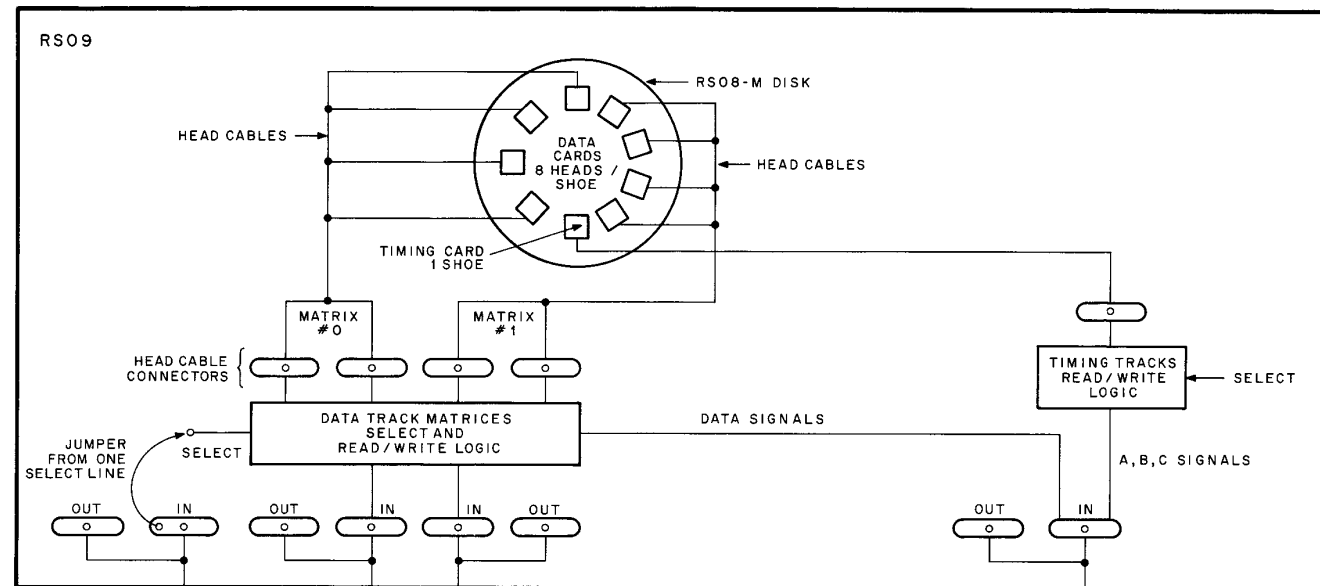 RS09
RS08-M DISK
HEAD CABLES
DATA
CARDS
8 HEADS /
SHOE
HEAD CABLES
TIMING CARD
1 SHOE
MATRIX
#0
MATRIX
#1
HEAD CABLE
CONNECTORS
TIMING TRACKS
READ/WRITE
LOGIC
SELECT
DATA TRACK MATRICES
SELECT AND
READ/WRITE LOGIC
DATA SIGNALS
JUMPER
FROM ONE
SELECT LINE
SELECT
A,B,C SIGNALS
OUT
IN
OUT
IN
IN
OUT
OUT
IN